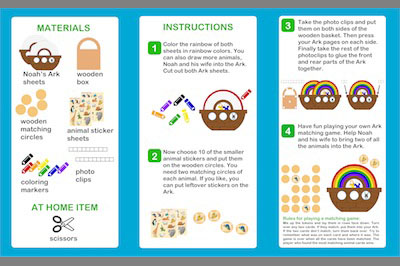 MATERIALS
Noah's Ark
sheets
wooden
box
wooden
matching
circles
animal sticker
sheets
coloring
markers
photo
clips
AT HOME ITEM
scissors
INSTRUCTIONS
1
Color the rainbow of both
sheets in rainbow colors. You
can also draw more animals,
Noah and his wife into the Ark.
Cut out both Ark sheets.
2
Now choose 10 of the smaller
animal stickers and put them
on the wooden circles. You
need two matching circles of
each animal. If you like, you
can put leftover stickers on the
Ark.
3
Take the photo clips and put
them on both sides of the
wooden basket. Then press
your Ark pages on each side.
Finally take the rest of the
photoclips to glue the front
and rear parts of the Ark
together.
4
Have fun playing your own Ark
matching game. Help Noah
and his wife to bring two of all
the animals into the Ark.
Rules for playing a matching game: